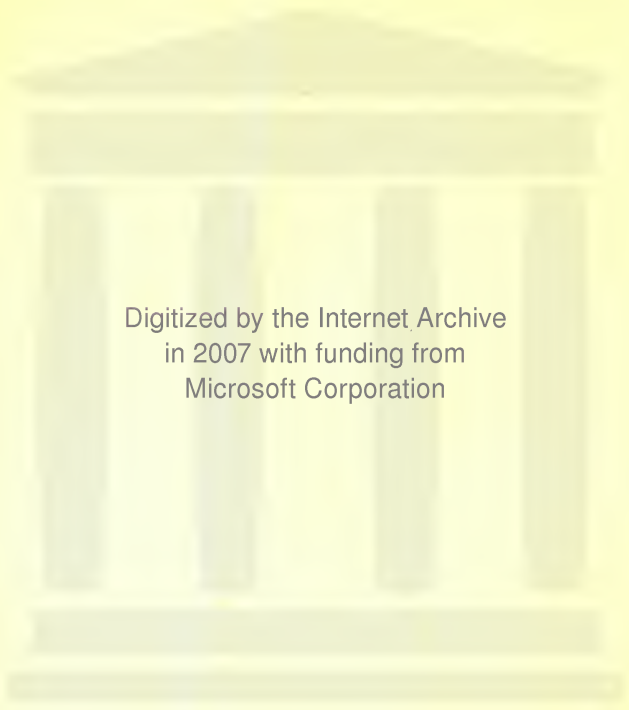 Digitized by the Internet Archive
in 2007 with funding from
Microsoft Corporation